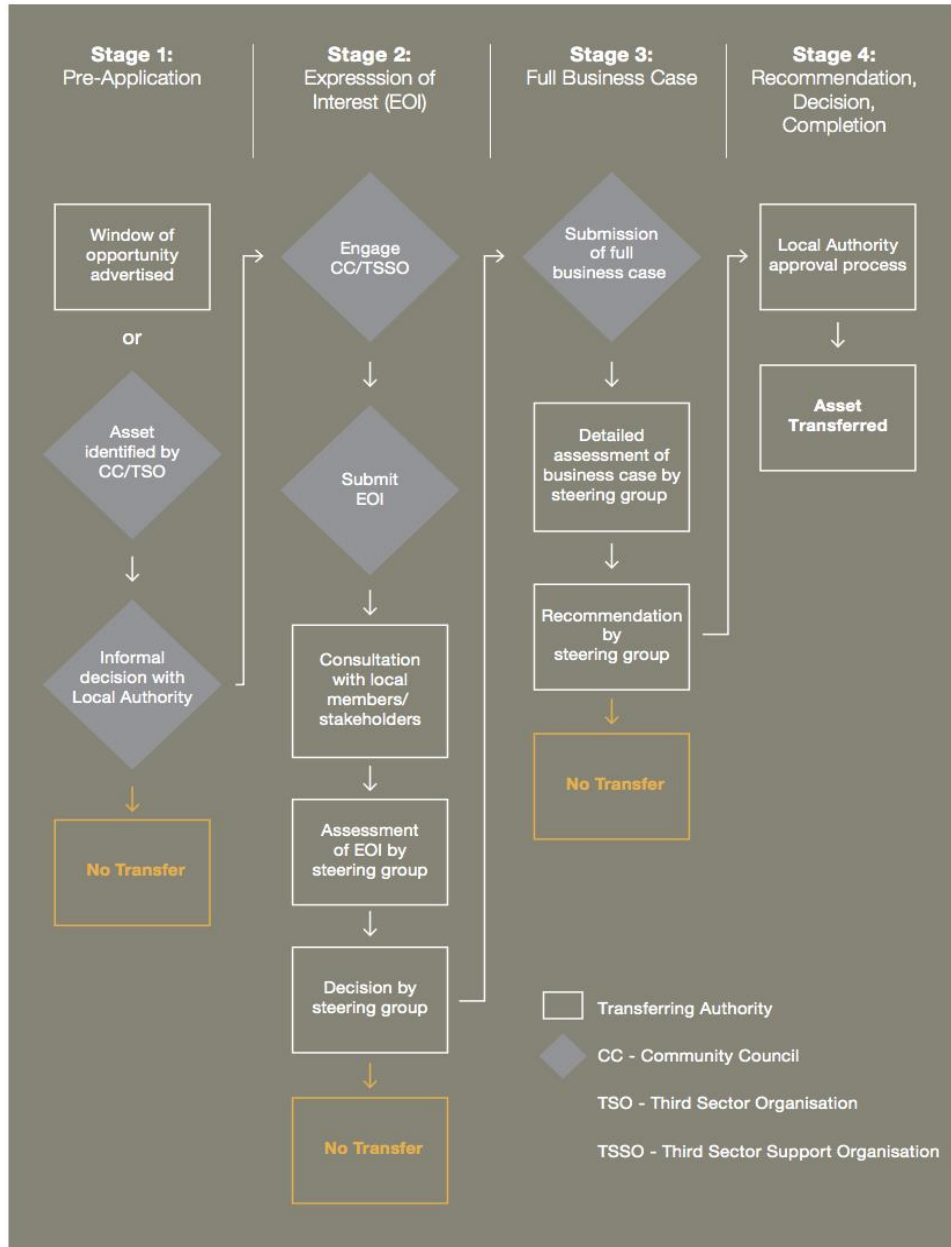 Stage 1:
Pre-Application
Stage 2:
Expresssion of
Interest (EOI)
Stage 3:
Full Business Case
Stage 4:
Recommendation,
Decision,
Completion
Window of
opportunity
advertised
or
Asset
identified by
CC/TSO
Informal
decision with
Local Authority
No Transfer
Engage
CC/TSSO
Submit
EOI
Consultation
with local
members/
stakeholders
Assessment
of EOI by
steering group
Decision by
steering group
No Transfer
Submission
of full
business case
Detailed
assessment of
business case by
steering group
Recommendation
by
steering group
No Transfer
Local Authority
approval process
Asset
Transferred
Transferring Authority
CC - Community Council
TSO - Third Sector Organisation
TSSO - Third Sector Support Organisation